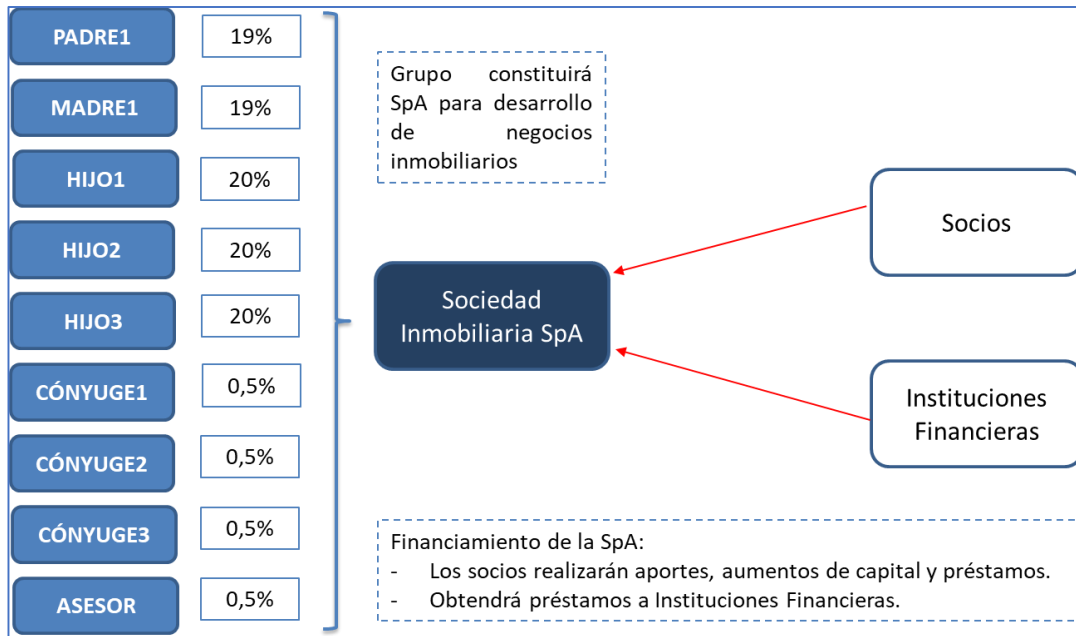 PADRE1
19%
MADRE1
19%
HIJO1
20%
HIJO2
20%
HIJO3
20%
CÓNYUGE1
0,5%
CÓNYUGE2
0,5%
CÓNYUGE3
0,5%
ASESOR
0,5%
Grupo constituirá
SpA para desarrollo
de negocios
inmobiliarios
Sociedad
Inmobiliaria SpA
Socios
Instituciones
Financieras
Financiamiento de la SpA:
- Los socios realizarán aportes, aumentos de capital y préstamos.
- Obtendrá préstamos a Instituciones Financieras.